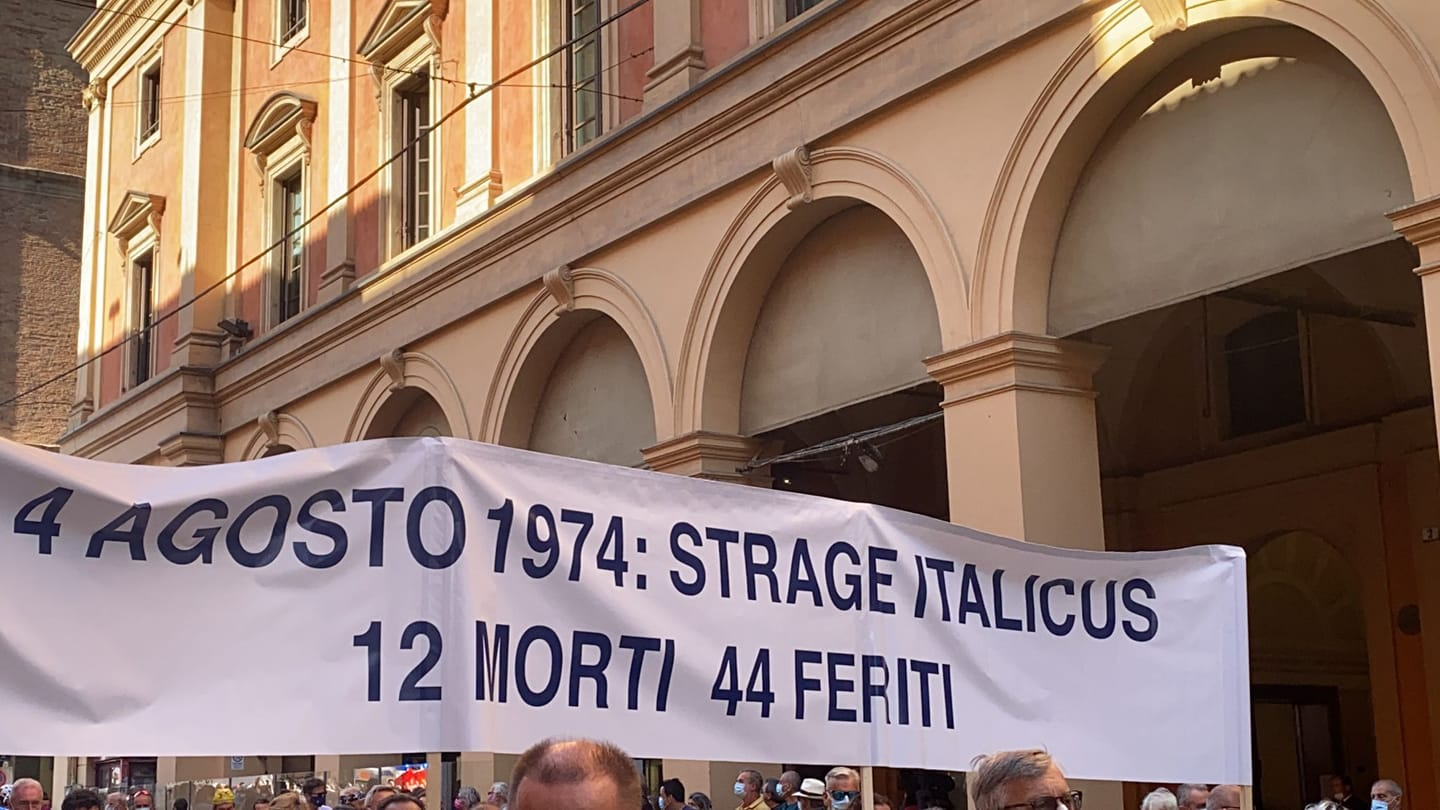 4 AGOSTO 1974: STRAGE ITALICUS
12 MORTI 44 FERITI